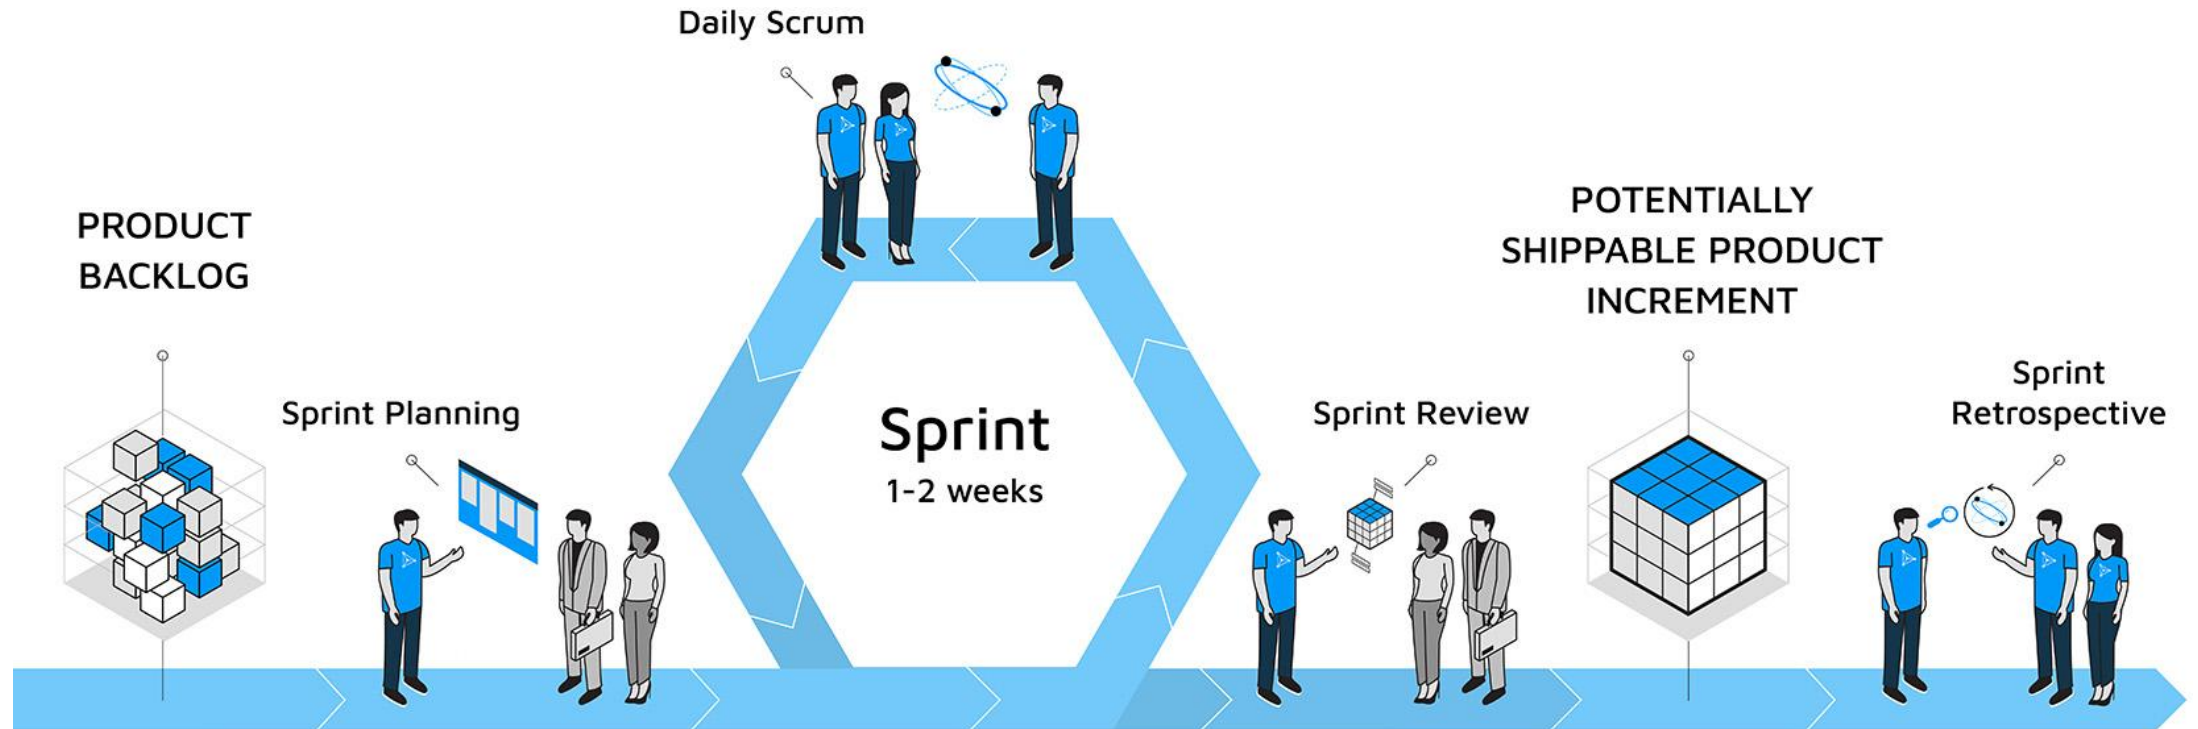 Daily Scrum
PRODUCT
BACKLOG
Sprint Planning
Sprint
1-2 weeks
Sprint Review
POTENTIALLY
SHIPPABLE PRODUCT
INCREMENT
Sprint
Retrospective